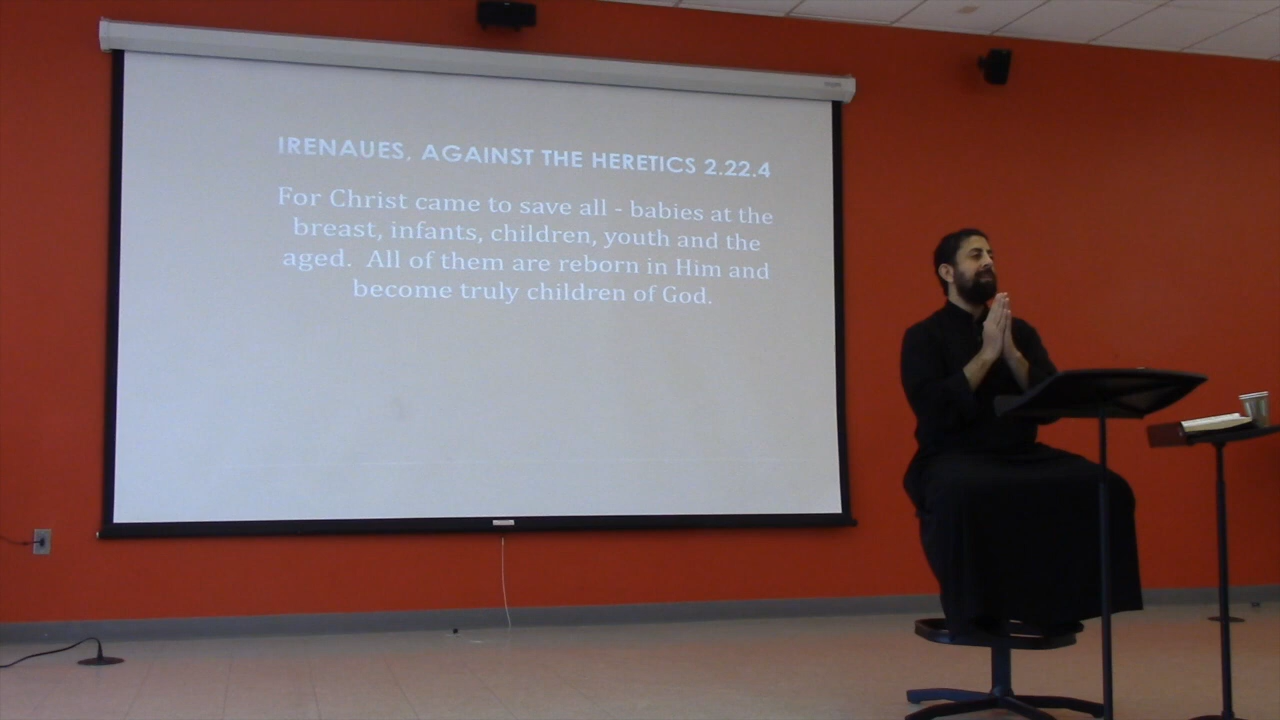 IRENAUES, AGAINST THE HERETICS 2.22.4
For Christ came to save all - babies at the
breast, infants, children, youth and the
aged. All of them are reborn in Him and
become truly children of God.